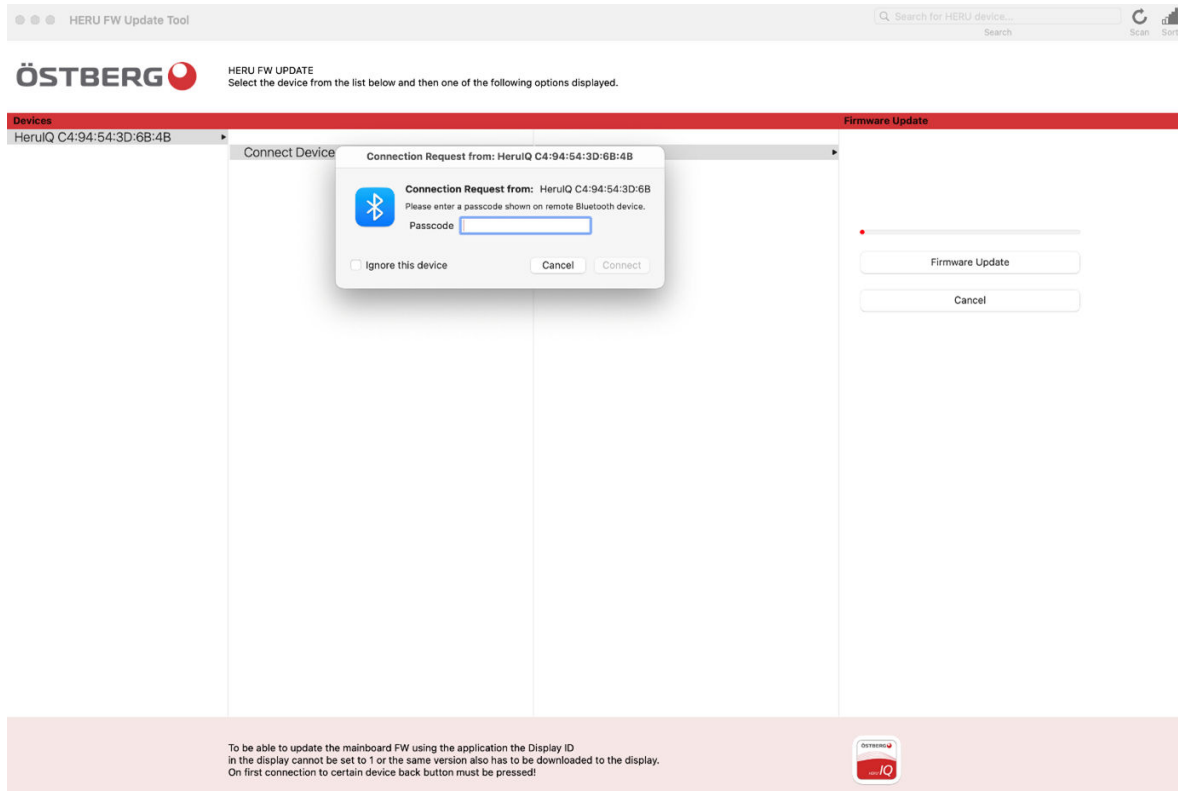 HERU FW Update Tool
Search for HERU device...
Search
Scan
Sort
ÖSTBERG
HERU FW UPDATE
Select the device from the list below and then one of the following options displayed.
Devices
Firmware Update
HeruIQ C4:94:54:3D:6B:4B
Connect Device
Connection Request from: HeruIQ C4:94:54:3D:6B:4B
Connection Request from: HeruIQ C4:94:54:3D:6B
Please enter a passcode shown on remote Bluetooth device.
Passcode
Ignore this device
Cancel
Connect
Firmware Update
Cancel
To be able to update the mainboard FW using the application the Display ID
in the display cannot be set to 1 or the same version also has to be downloaded to the display.
On first connection to certain device back button must be pressed!
ÖSTBERG
HERU IQ